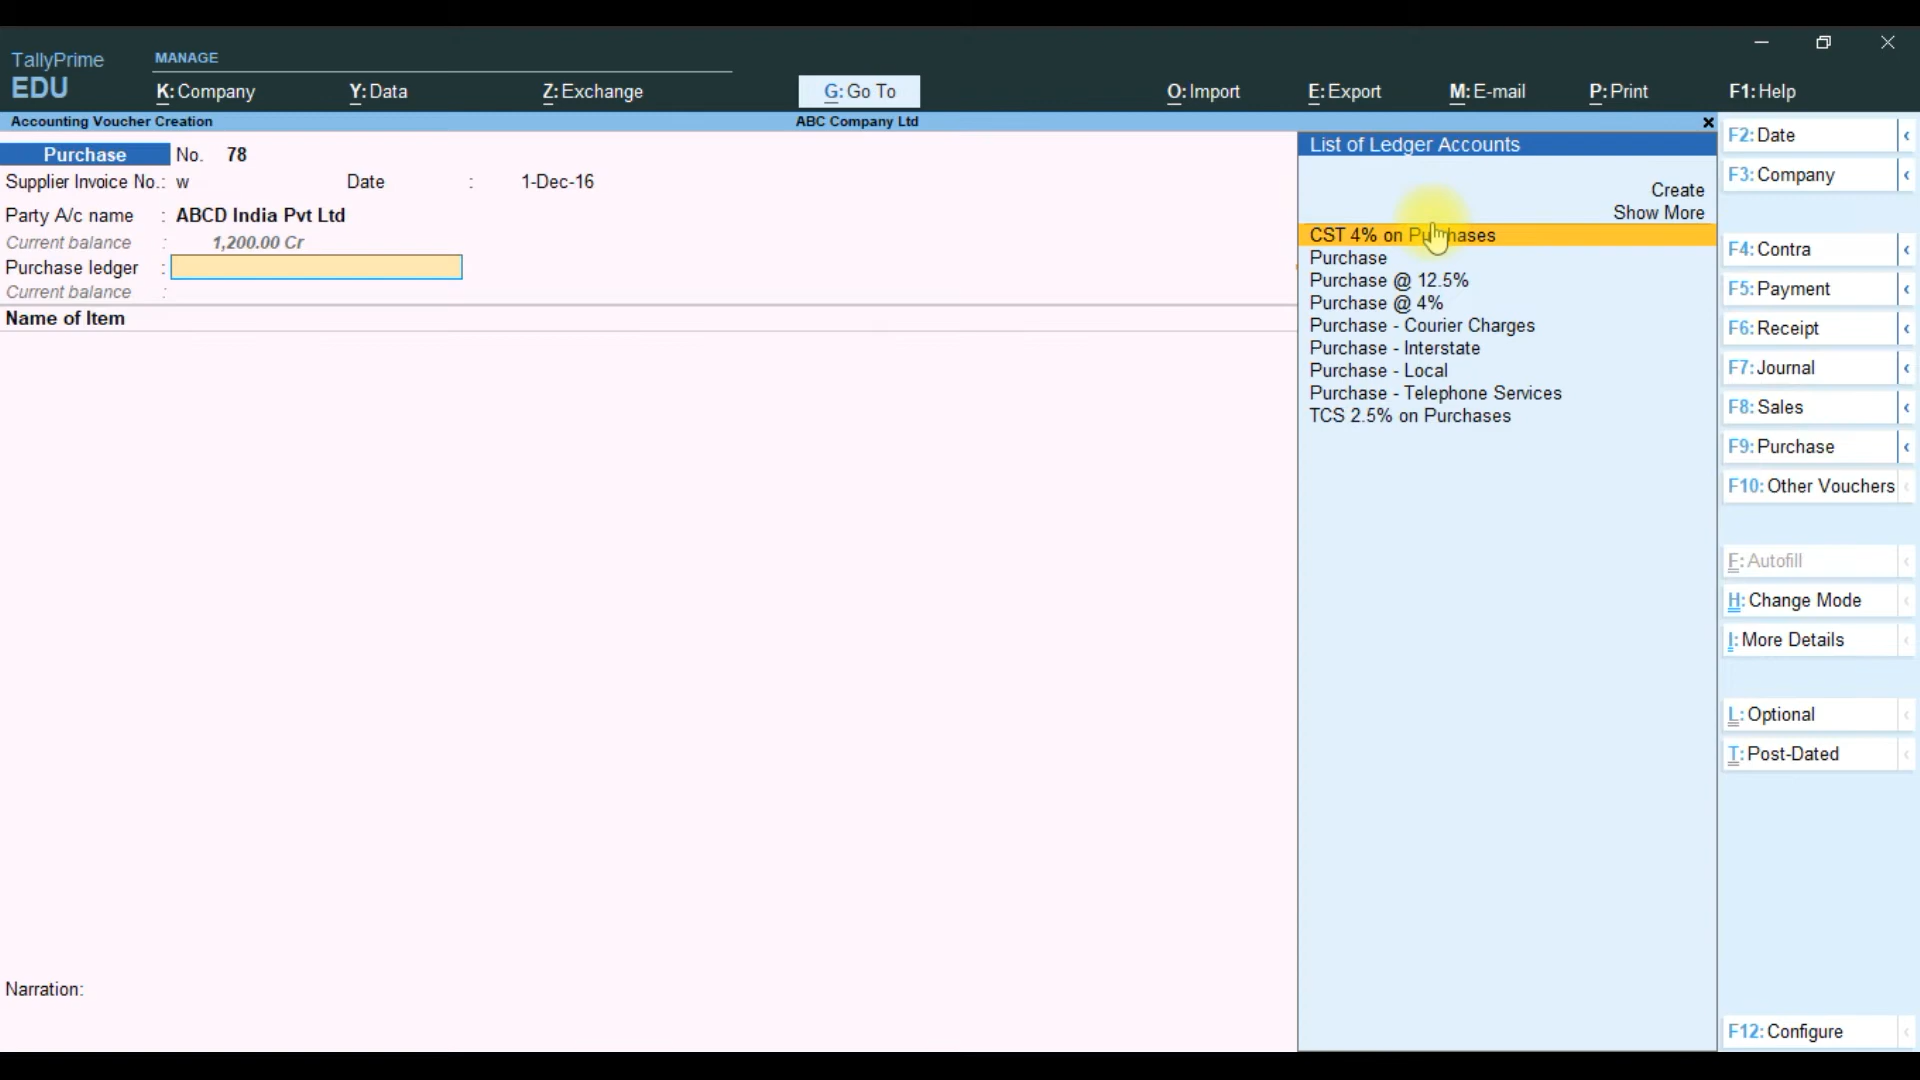 TallyPrime
EDU
MANAGE
K: Company
Y: Data
Z: Exchange
G: Go To
O: Import
E: Export
M: E-mail
P: Print
F1: Help
Accounting Voucher Creation
ABC Company Ltd
Purchase No. 78
Supplier Invoice No.: w Date : 1-Dec-16
Party A/c name : ABCD India Pvt Ltd
Current balance : 1,200.00 Cr
Purchase ledger :
Current balance :
Name of Item
Narration:
List of Ledger Accounts
Create
Show More
CST 4% on Purchases
Purchase
Purchase @ 12.5%
Purchase @ 4%
Purchase - Courier Charges
Purchase - Interstate
Purchase - Local
Purchase - Telephone Services
TCS 2.5% on Purchases
F2: Date
F3: Company
F4: Contra
F5: Payment
F6: Receipt
F7: Journal
F8: Sales
F9: Purchase
F10: Other Vouchers
F: Autofill
H: Change Mode
I: More Details
L: Optional
T: Post-Dated
F12: Configure